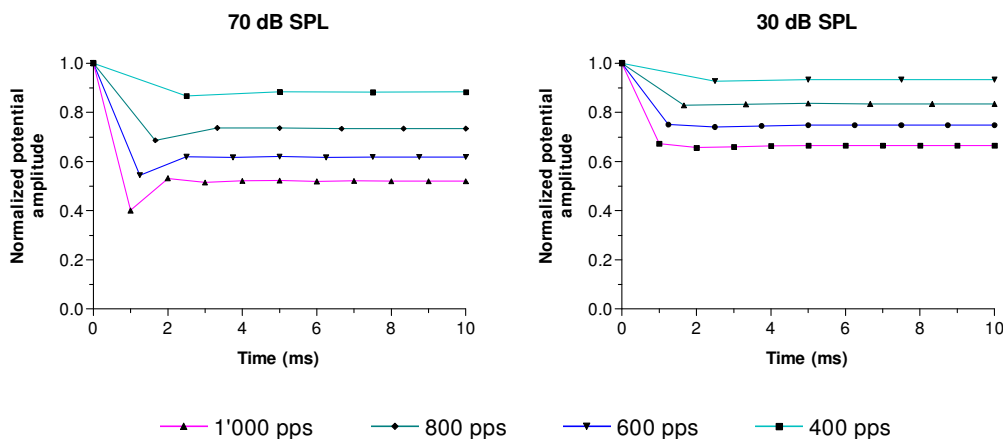 70 dB SPL
1.0
0.8
0.6
0.4
0.2
0.0
0 2 4 6 8 10
Normalized potential
amplitude
Time (ms)
30 dB SPL
1.0
0.8
0.6
0.4
0.2
0.0
0 2 4 6 8 10
Normalized potential
amplitude
Time (ms)
1'000 pps 800 pps 600 pps 400 pps